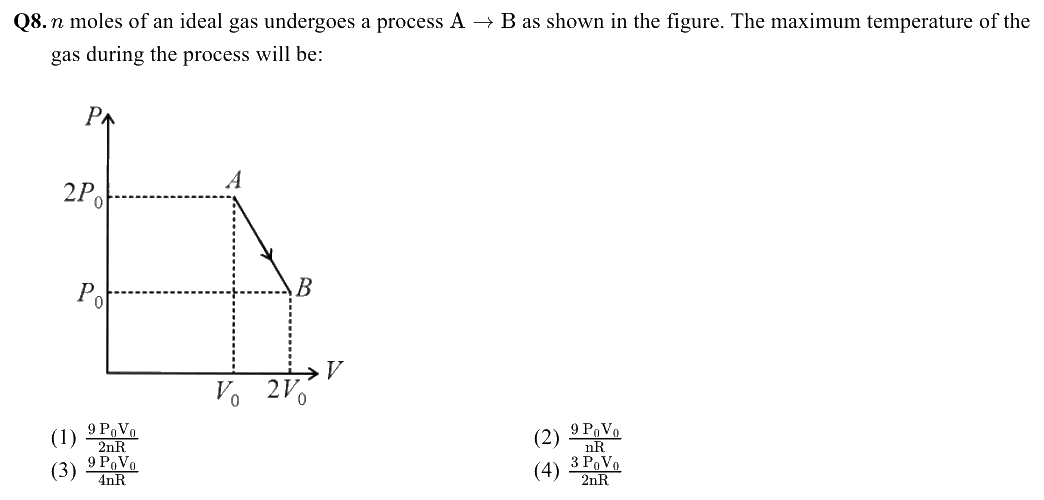 Q8. n moles of an ideal gas undergoes a process A → B as shown in the figure. The maximum temperature of the
gas during the process will be:
P
2P₀
A
P₀
B
V
V₀
2V₀
(1) 9 P₀V₀ / 2nR
(2) 9 P₀V₀ / nR
(3) 9 P₀V₀ / 4nR
(4) 3 P₀V₀ / 2nR